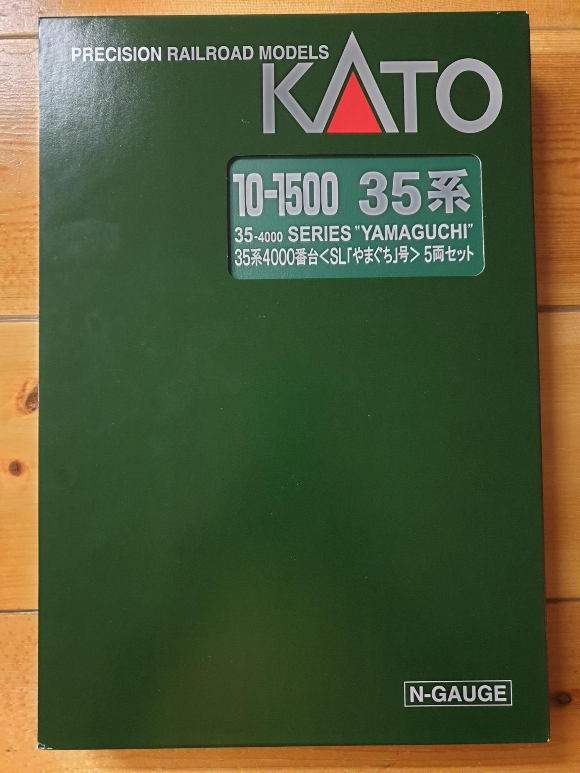 PRECISION RAILROAD MODELS
KATO
10-1500 35系
35-4000 SERIES "YAMAGUCHI"
35系4000番台<SL「やまぐち」号> 5両セット
N-GAUGE